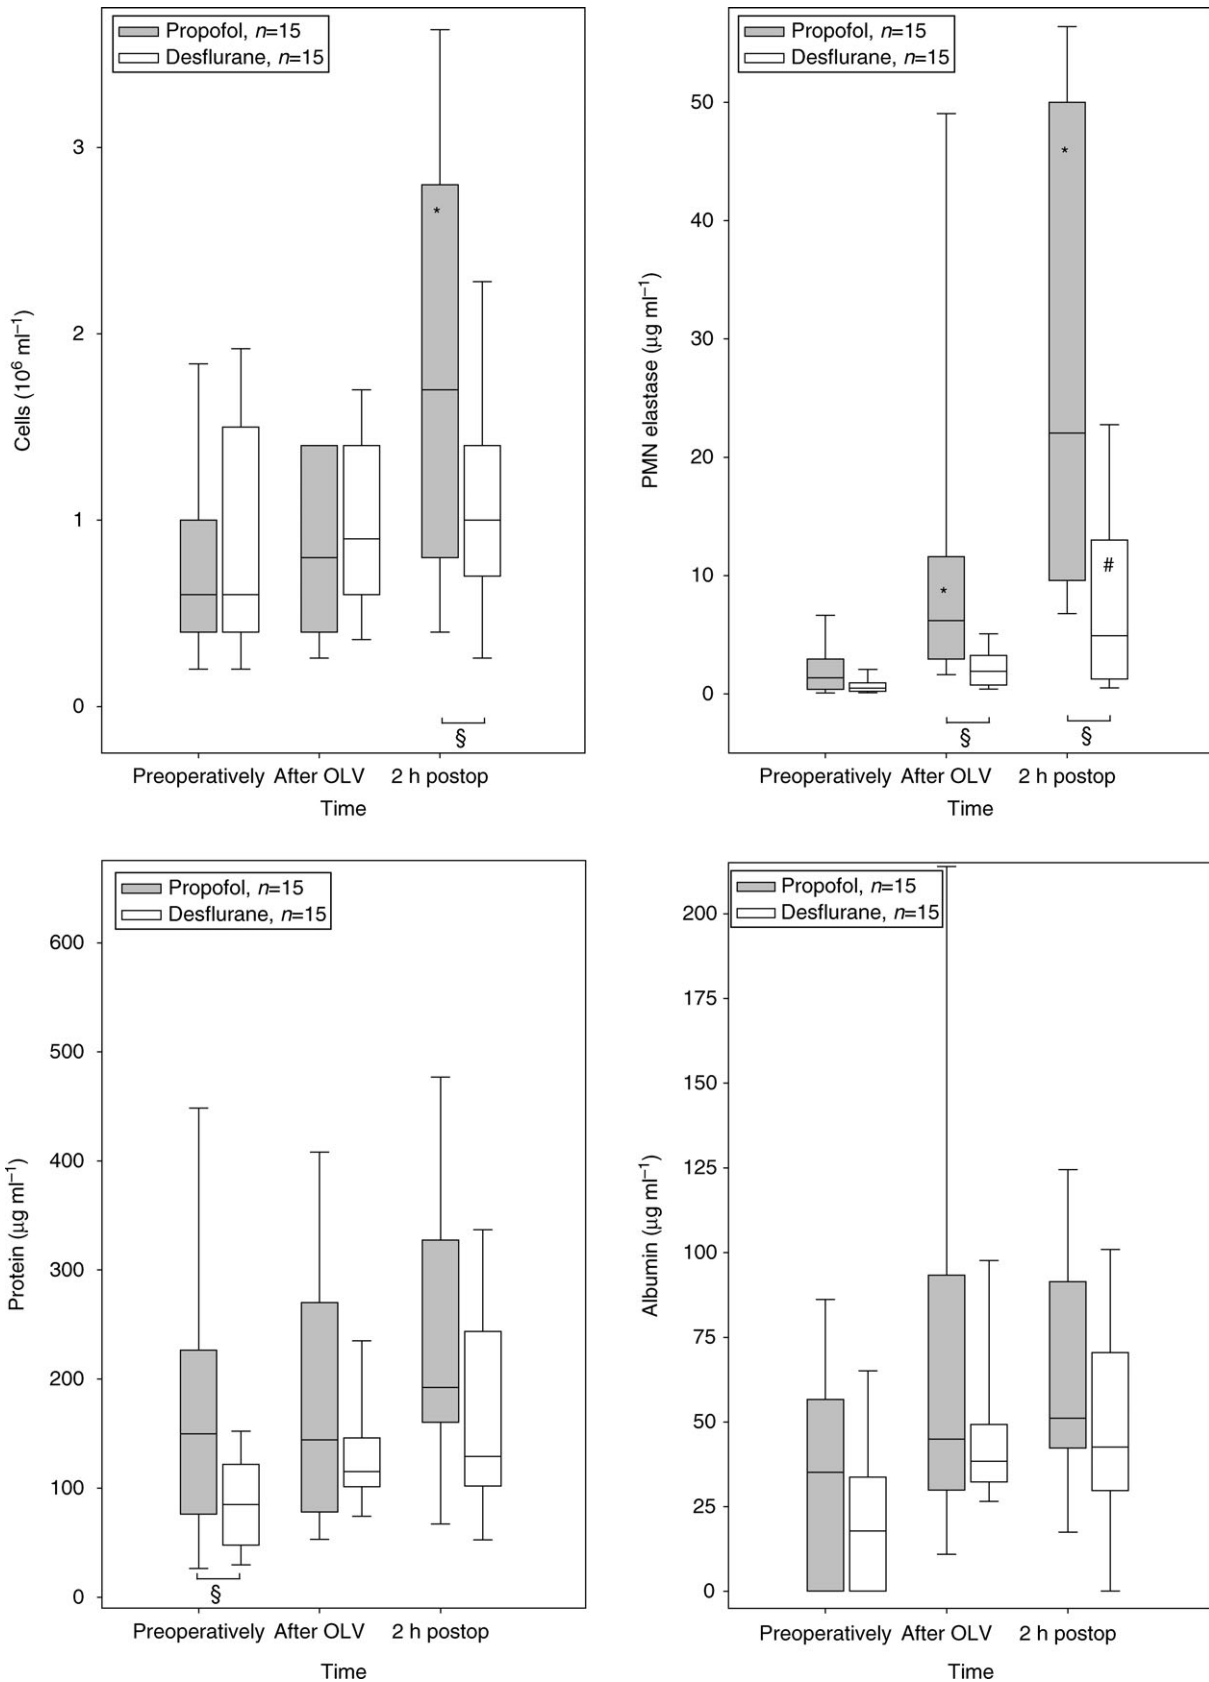 Propofol, n=15
Desflurane, n=15
3
2
1
0
Cells (10⁶ ml⁻¹)
*
§
Preoperatively After OLV 2 h postop
Time
Propofol, n=15
Desflurane, n=15
50
40
30
20
10
0
PMN elastase (µg ml⁻¹)
*
*
#
§
§
Preoperatively After OLV 2 h postop
Time
Propofol, n=15
Desflurane, n=15
600
500
400
300
200
100
0
Protein (µg ml⁻¹)
§
Preoperatively After OLV 2 h postop
Time
Propofol, n=15
Desflurane, n=15
200
175
150
125
100
75
50
25
0
Albumin (µg ml⁻¹)
Preoperatively After OLV 2 h postop
Time